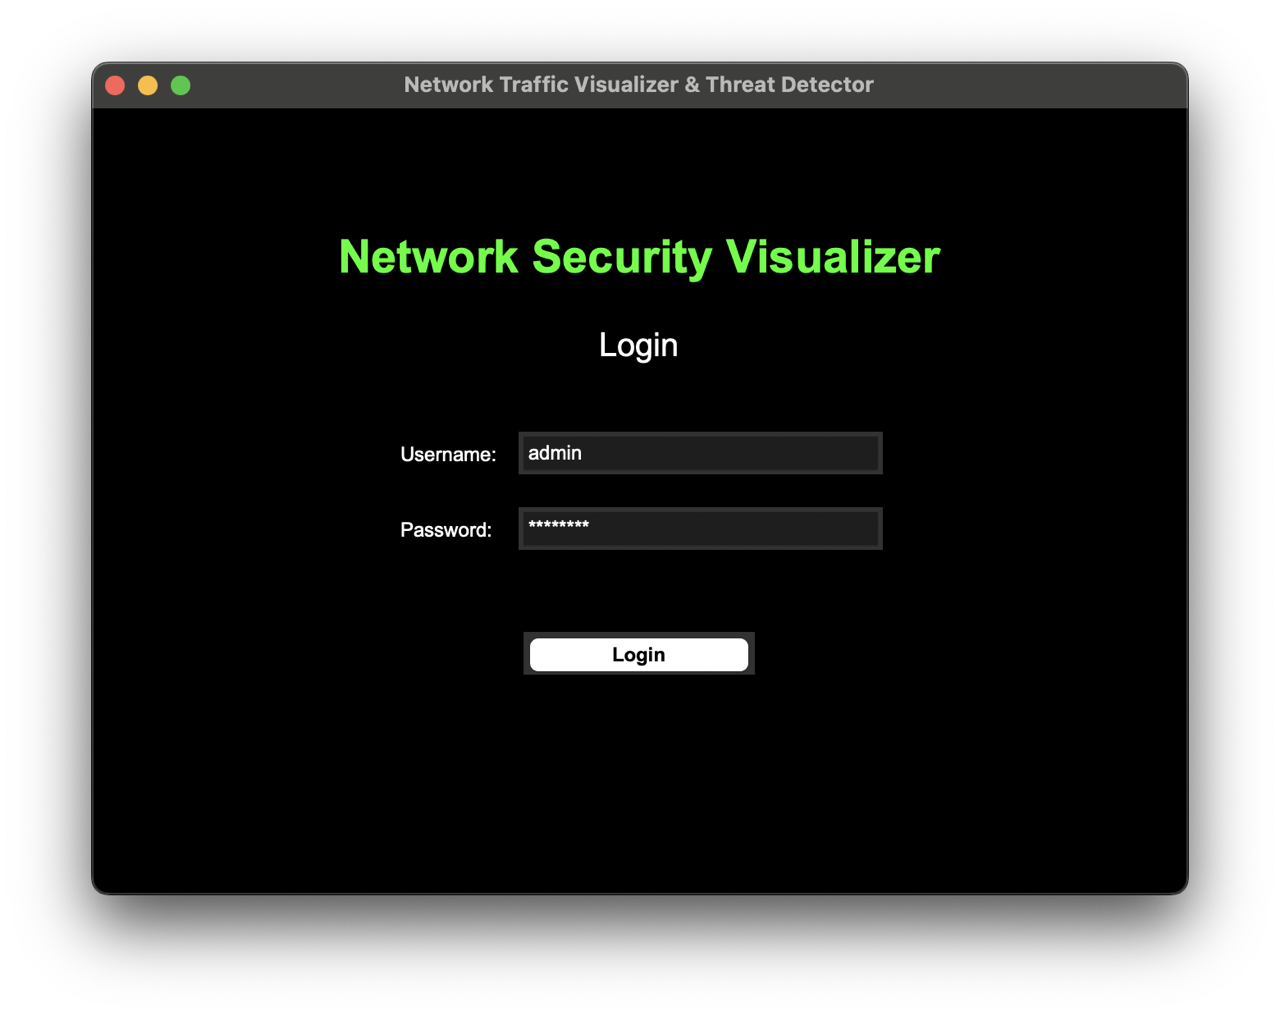 Network Traffic Visualizer & Threat Detector
Network Security Visualizer
Login
Username: admin
Password: ********
Login